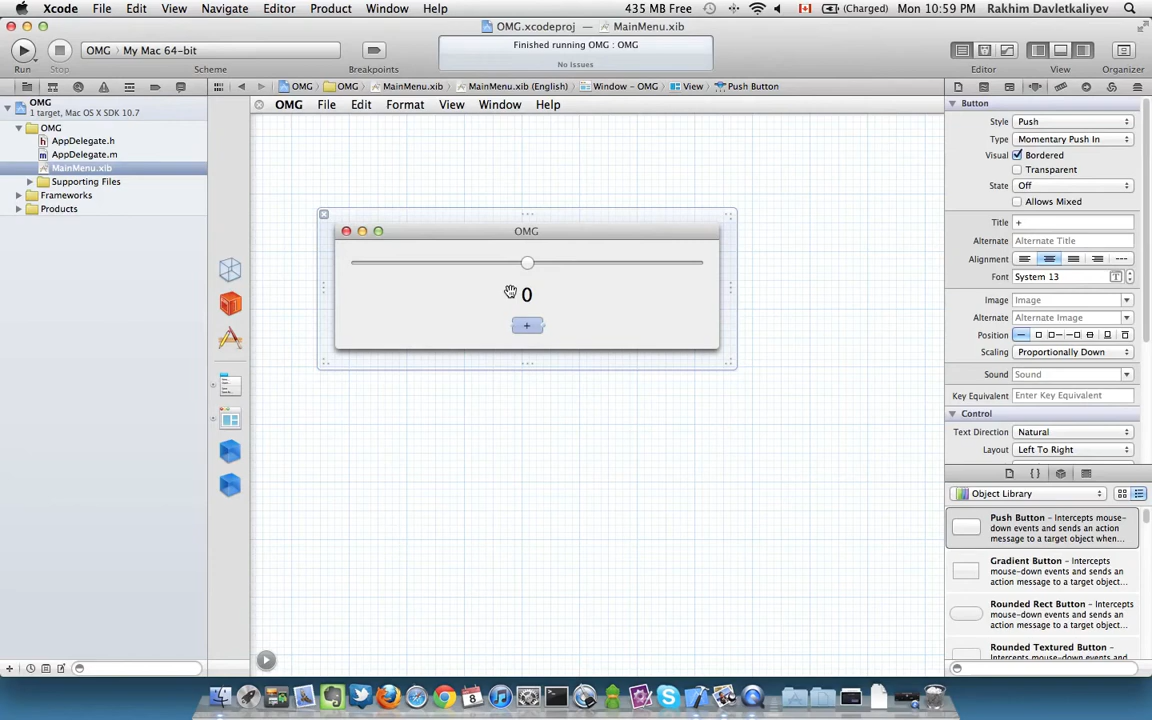 Xcode File Edit View Navigate Editor Product Window Help 435 MB Free (Charged) Mon 10:59 PM Rakhim Davletkaliyev
OMG.xcodeproj — MainMenu.xib
Run Stop OMG My Mac 64-bit
Scheme Breakpoints
Finished running OMG : OMG
No Issues
Editor View Organizer
OMG OMG MainMenu.xib MainMenu.xib (English) Window - OMG View Push Button
OMG
1 target, Mac OS X SDK 10.7
OMG
AppDelegate.h
AppDelegate.m
MainMenu.xib
Supporting Files
Frameworks
Products
OMG File Edit Format View Window Help
OMG
0
+
Button
Style Push
Type Momentary Push In
Visual Bordered
Transparent
State Off
Allows Mixed
Title +
Alternate Alternate Title
Alignment
Font System 13
Image Image
Alternate Alternate Image
Position
Scaling Proportionally Down
Sound Sound
Key Equivalent Enter Key Equivalent
Control
Text Direction Natural
Layout Left To Right
Object Library
Push Button - Intercepts mouse-
down events and sends an action
message to a target object when...
Gradient Button - Intercepts
mouse-down events and sends an
action message to a target object...
Rounded Rect Button - Intercepts
mouse-down events and sends an
action message to a target object...
Rounded Textured Button -
8